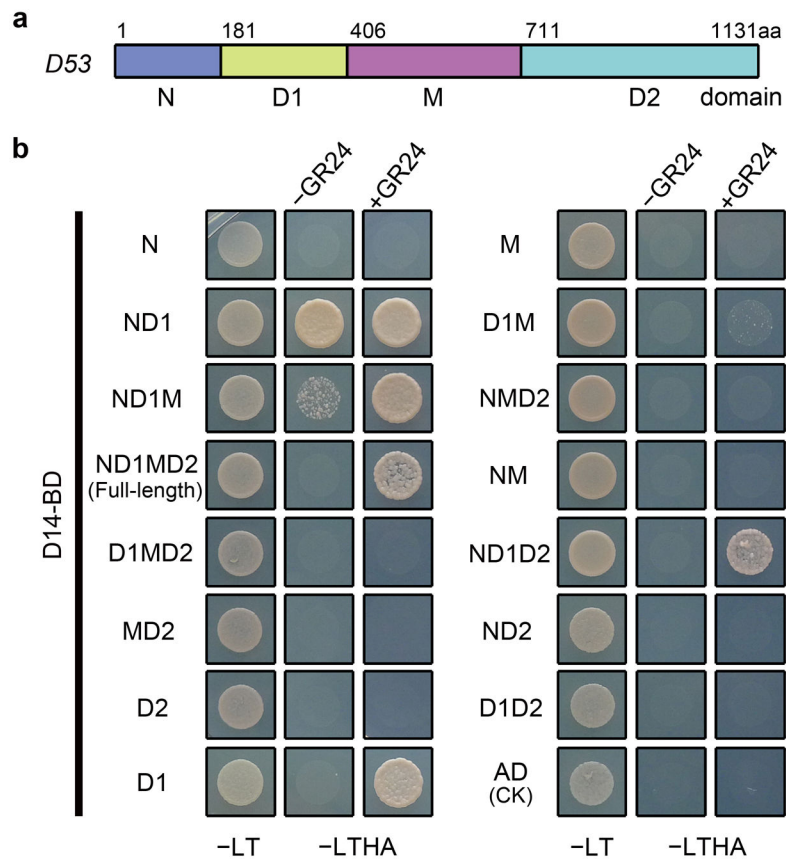 a
1 181 406 711 1131aa
D53
N D1 M D2 domain
b
−GR24 +GR24 −GR24 +GR24
D14-BD
N M
ND1 D1M
ND1M NMD2
ND1MD2
(Full-length) NM
D1MD2 ND1D2
MD2 ND2
D2 D1D2
D1 AD
(CK)
−LT −LTHA −LT −LTHA